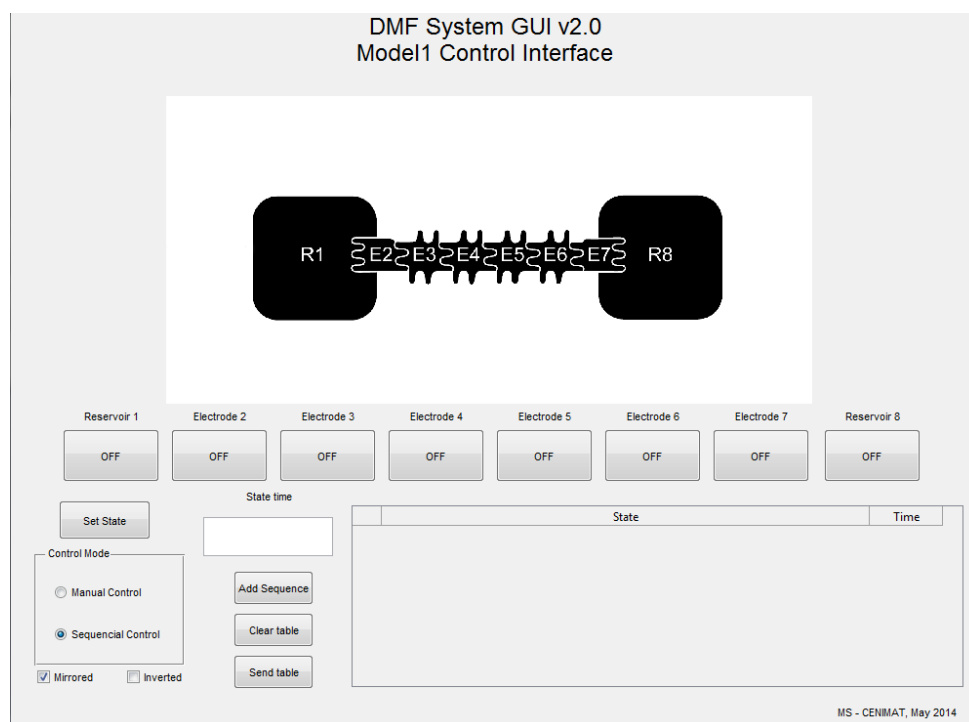 DMF System GUI v2.0
Model1 Control Interface
R1 E2 E3 E4 E5 E6 E7 R8
Reservoir 1 Electrode 2 Electrode 3 Electrode 4 Electrode 5 Electrode 6 Electrode 7 Reservoir 8
OFF OFF OFF OFF OFF OFF OFF OFF
State time
Set State
State Time
Control Mode
Manual Control
Add Sequence
Sequencial Control
Clear table
Mirrored Inverted
Send table
MS - CENIMAT, May 2014